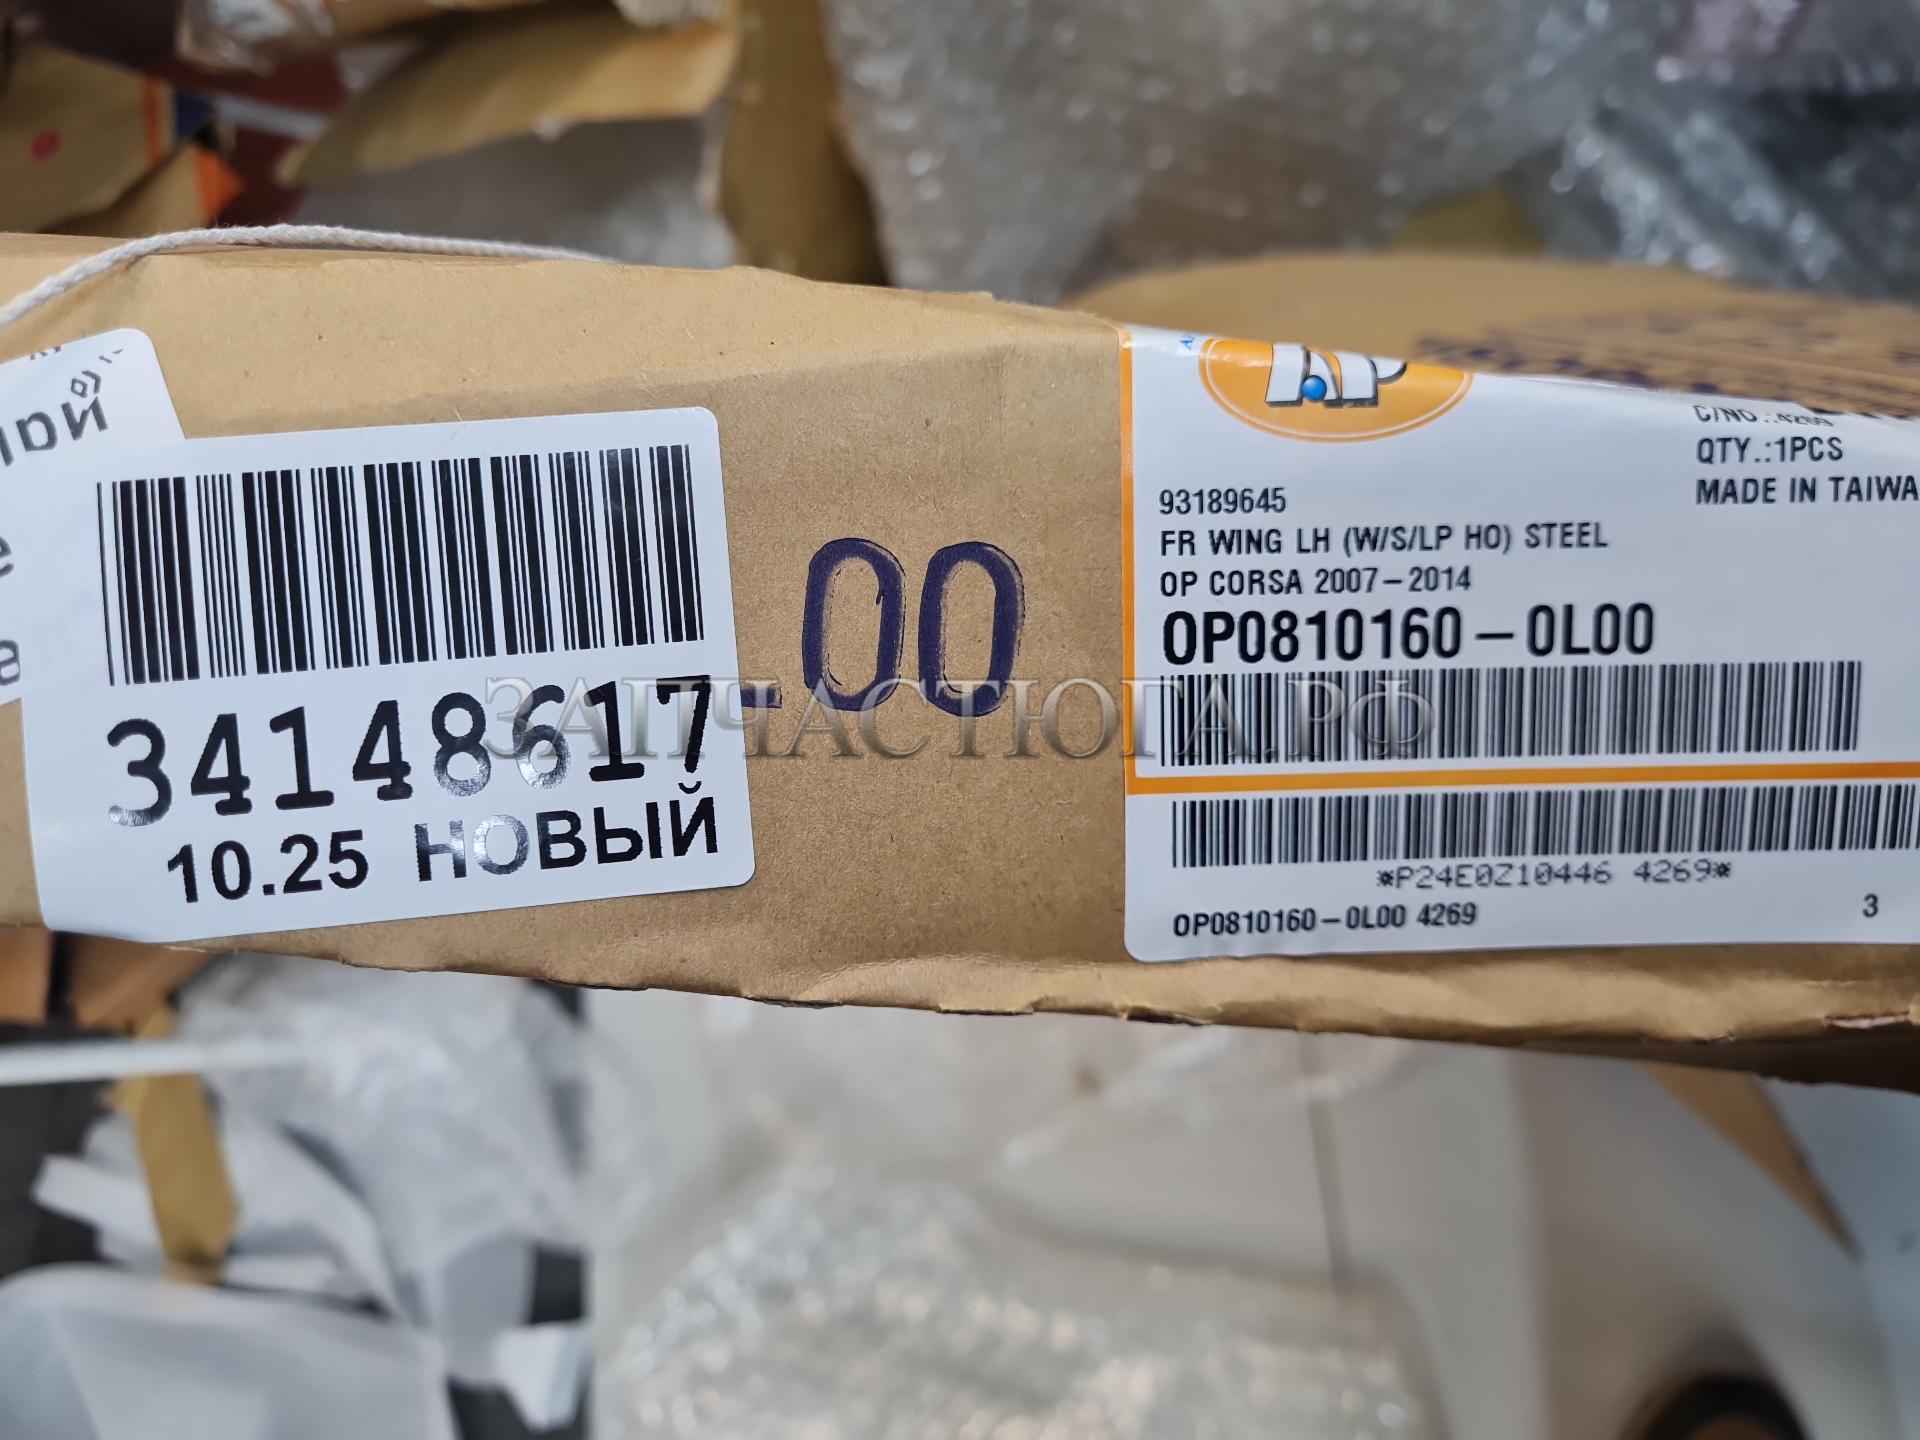 34148617
10.25 НОВЫЙ
-00
AP
C/NO.:4269
QTY.:1PCS
MADE IN TAIWA
93189645
FR WING LH (W/S/LP HO) STEEL
OP CORSA 2007-2014
OP0810160-0L00
*P24E0Z10446 4269*
OP0810160-0L00 4269
3
ЗАПЧАСТЮГА.РФ